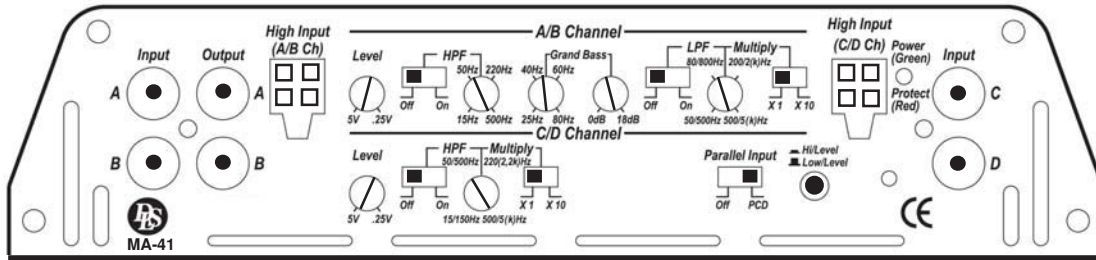 A/B Channel
High Input
(A/B Ch)
Input
Output
A
A
B
B
Level
5V
.25V
HPF
50Hz
220Hz
Off
On
15Hz
500Hz
Grand Bass
40Hz
60Hz
25Hz
80Hz
0dB
18dB
LPF
Multiply
80/800Hz
200/2(k)Hz
Off
On
50/500Hz
500/5(k)Hz
X 1
X 10
High Input
(C/D Ch)
Power
(Green)
Protect
(Red)
Input
C
D
C/D Channel
Level
5V
.25V
HPF
Multiply
50/500Hz
220(2,2k)Hz
Off
On
15/150Hz
500/5(k)Hz
X 1
X 10
Parallel Input
Off
PCD
Hi/Level
Low/Level
DLS
MA-41
CE